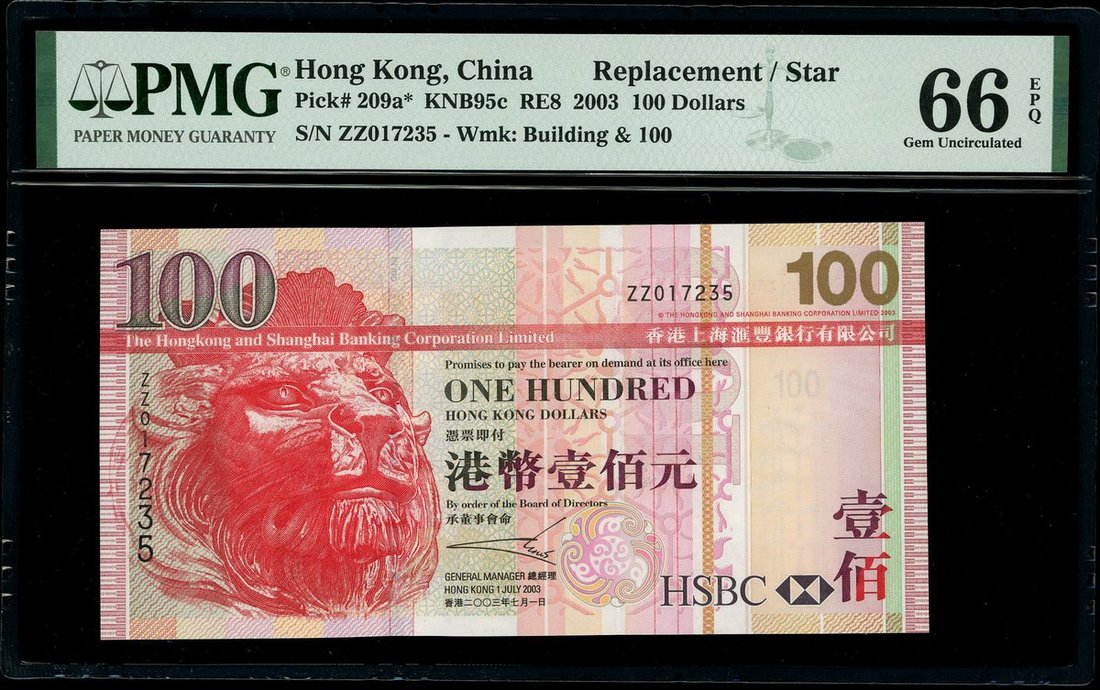 PMG®
PAPER MONEY GUARANTY
Hong Kong, China Replacement / Star
Pick# 209a* KNB95c RE8 2003 100 Dollars
S/N ZZ017235 - Wmk: Building & 100
66 EPQ
Gem Uncirculated
100
ZZ017235
100
© THE HONGKONG AND SHANGHAI BANKING CORPORATION LIMITED 2003
The Hongkong and Shanghai Banking Corporation Limited 香港上海滙豐銀行有限公司
Promises to pay the bearer on demand at its office here
ONE HUNDRED
HONG KONG DOLLARS
憑票即付
港幣壹佰元
By order of the Board of Directors
承董事會命
GENERAL MANAGER 總經理
HONG KONG 1 JULY 2003
香港二〇〇三年七月一日
ZZ017235
100
壹佰
HSBC